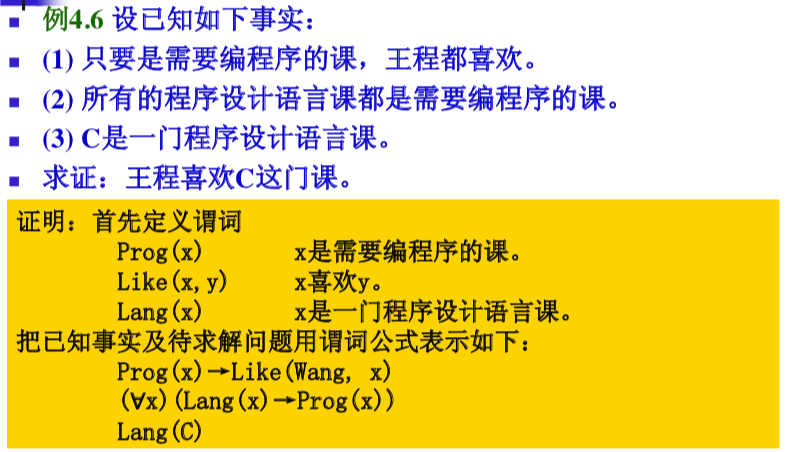 例4.6 设已知如下事实：
(1) 只要是需要编程序的课，王程都喜欢。
(2) 所有的程序设计语言课都是需要编程序的课。
(3) C是一门程序设计语言课。
求证：王程喜欢C这门课。
证明：首先定义谓词
Prog(x) x是需要编程序的课。
Like(x,y) x喜欢y。
Lang(x) x是一门程序设计语言课。
把已知事实及待求解问题用谓词公式表示如下：
Prog(x)→Like(Wang, x)
(∀x)(Lang(x)→Prog(x))
Lang(C)